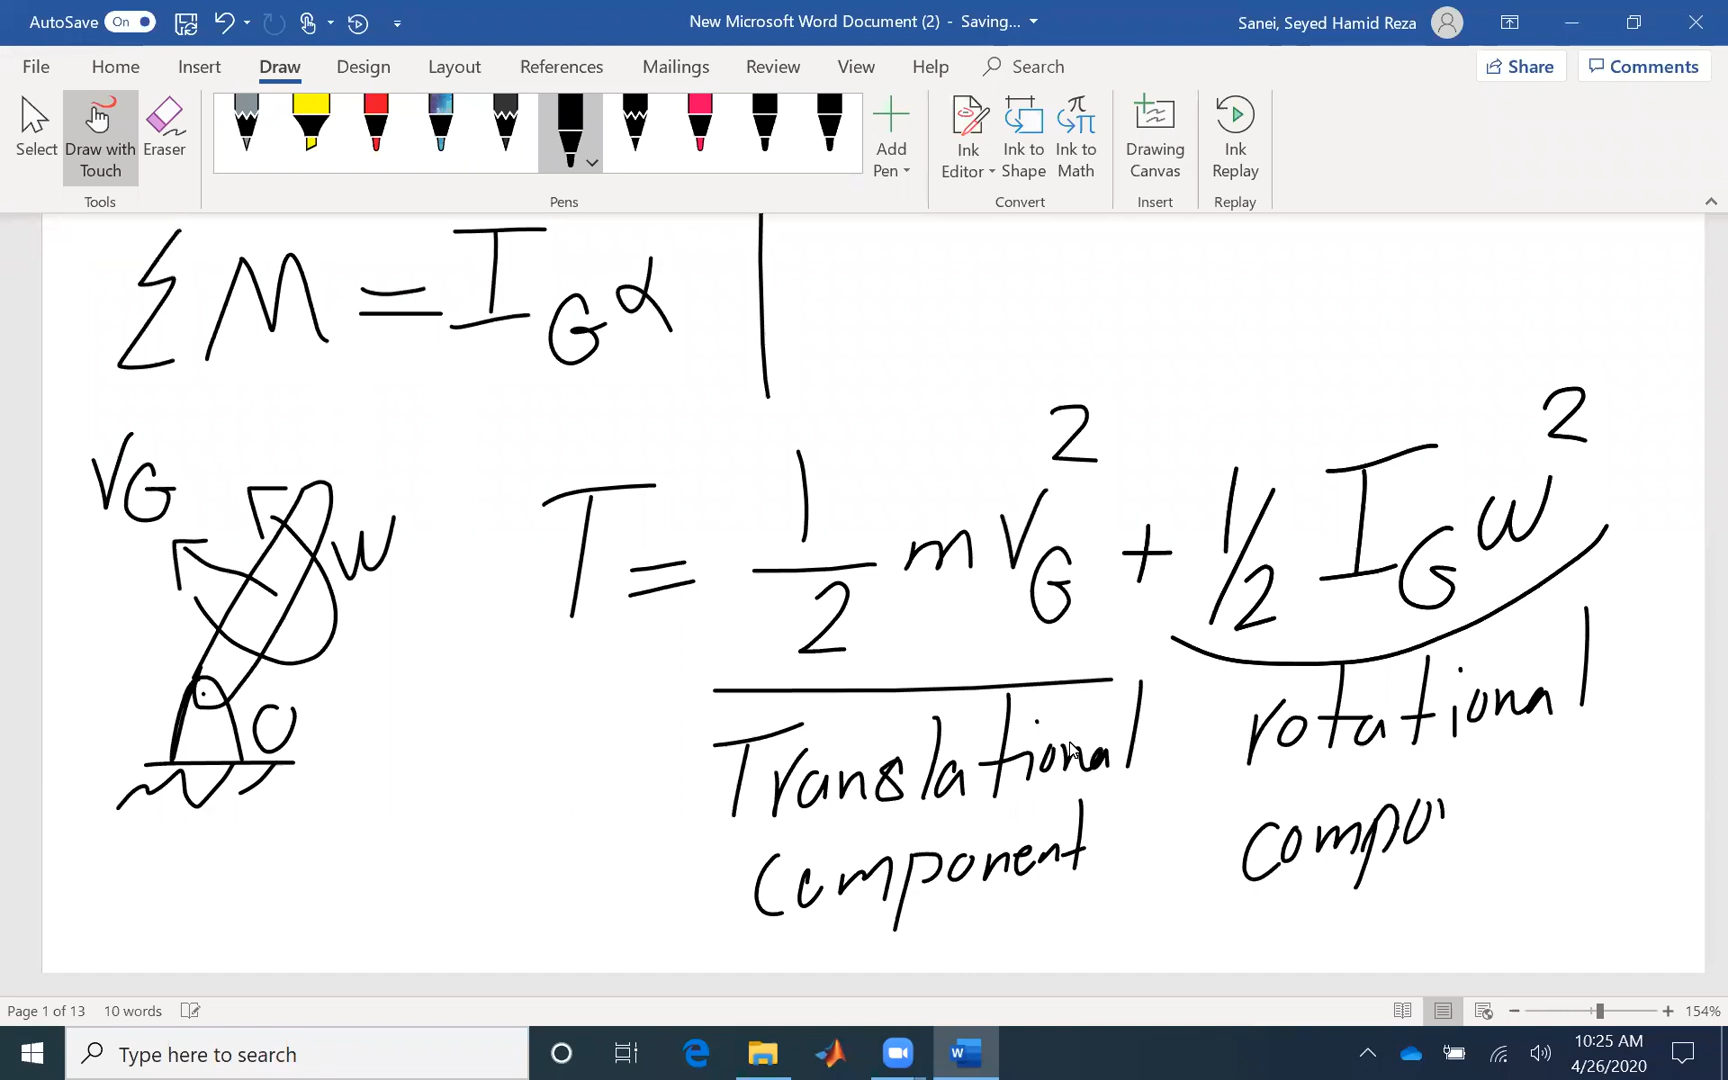 AutoSave On New Microsoft Word Document (2) - Saving... Sanei, Seyed Hamid Reza
File Home Insert Draw Design Layout References Mailings Review View Help Search Share Comments
Select Draw with Touch Eraser Add Pen Ink Editor Ink to Shape Ink to Math Drawing Canvas Ink Replay
Tools Pens Convert Insert Replay
Σ M = I_G α
V_G
ω
O
T = 1/2 m V_G^2 + 1/2 I_G ω^2
Translational component
rotational compo
Page 1 of 13 10 words 154%
Type here to search
10:25 AM
4/26/2020